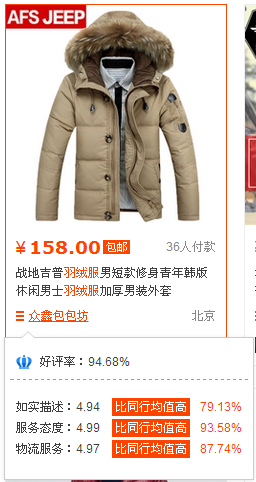 AFS JEEP
¥158.00 包邮 36人付款
战地吉普羽绒服男短款修身青年韩版
休闲男士羽绒服加厚男装外套
众鑫包包坊 北京
好评率：94.68%
如实描述：4.94 比同行均值高 79.13%
服务态度：4.99 比同行均值高 93.58%
物流服务：4.97 比同行均值高 87.74%